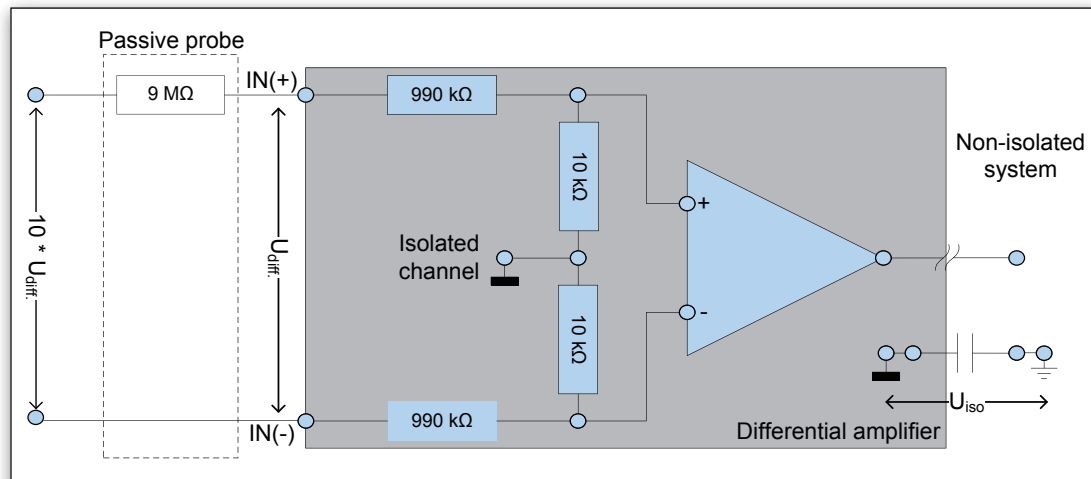 Passive probe
9 MΩ
IN(+)
990 kΩ
10 kΩ
Non-isolated
system
+
10 * Udiff.
Udiff.
Isolated
channel
10 kΩ
-
990 kΩ
IN(-)
Uiso
Differential amplifier